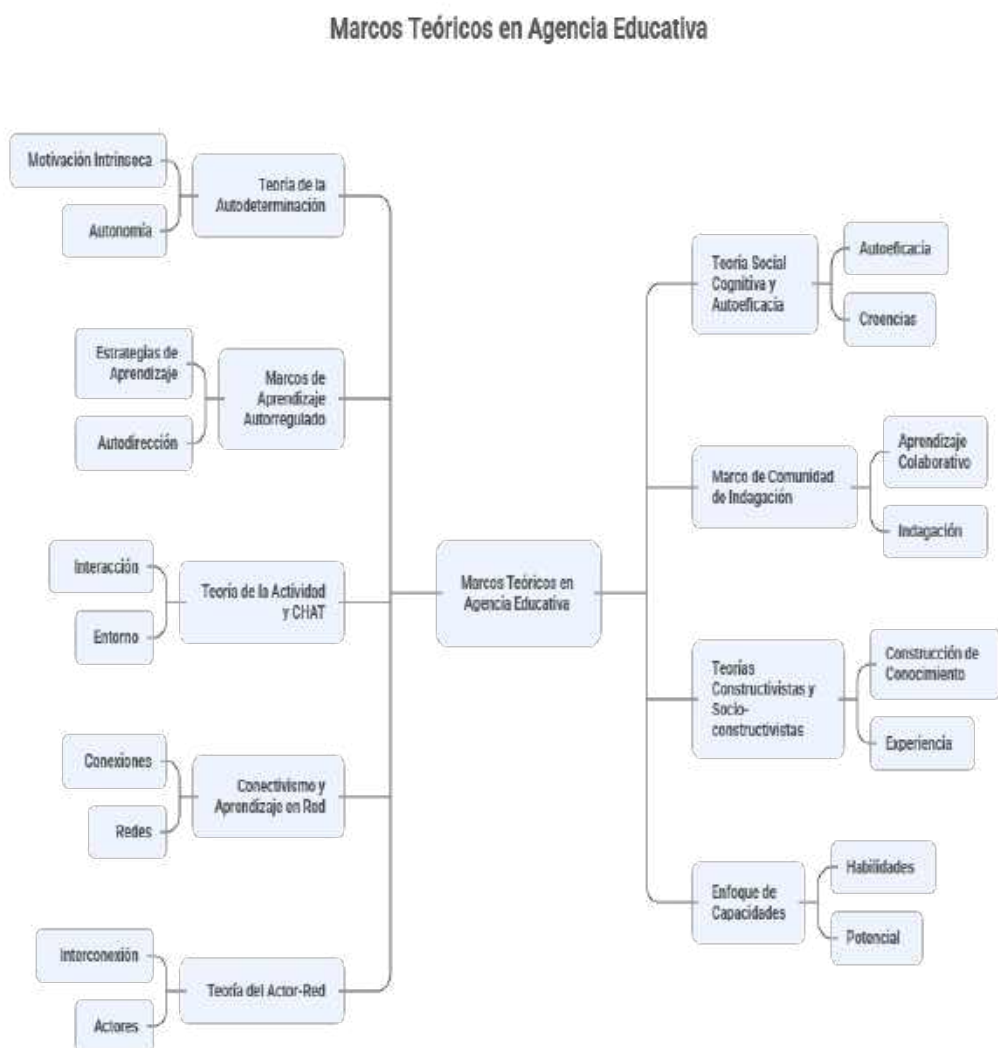 Marcos Teóricos en Agencia Educativa
Motivación Intrínseca
Autonomía
Teoría de la
Autodeterminación
Estrategias de
Aprendizaje
Autodirección
Marcos de
Aprendizaje
Autorregulado
Interacción
Entorno
Teoría de la Actividad
y CHAT
Conexiones
Redes
Conectivismo y
Aprendizaje en Red
Interconexión
Actores
Teoría del Actor-Red
Marcos Teóricos en
Agencia Educativa
Teoría Social
Cognitiva y
Autoeficacia
Autoeficacia
Creencias
Marco de Comunidad
de Indagación
Aprendizaje
Colaborativo
Indagación
Teorías
Constructivistas y
Socio-
constructivistas
Construcción de
Conocimiento
Experiencia
Enfoque de
Capacidades
Habilidades
Potencial